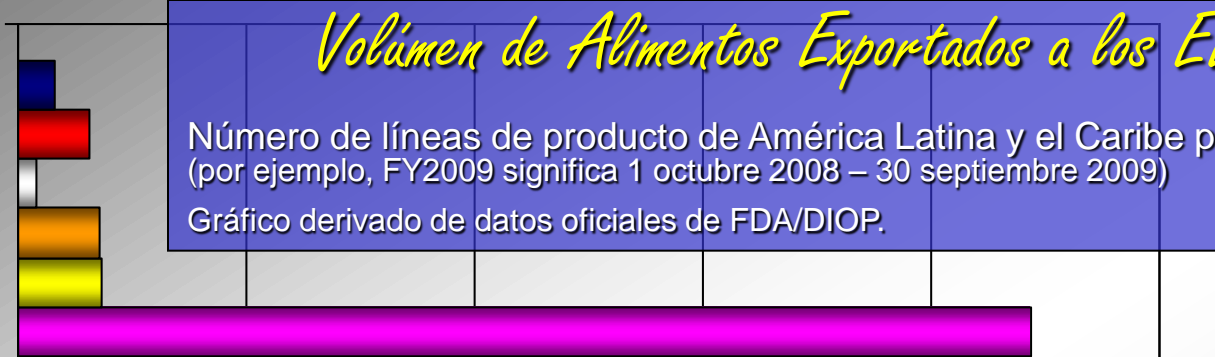 Volúmen de Alimentos Exportados a los
Número de líneas de producto de América Latina y el Caribe
(por ejemplo, FY2009 significa 1 octubre 2008 – 30 septiembre 2009)
Gráfico derivado de datos oficiales de FDA/DIOP.